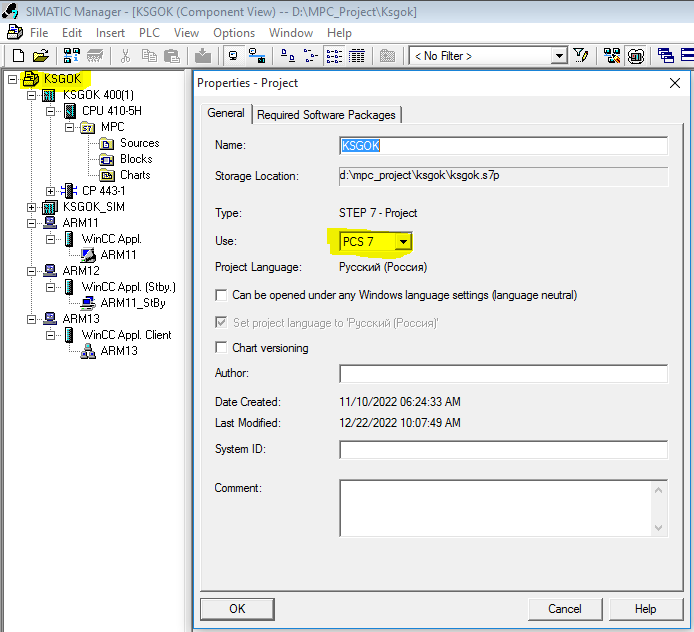 SIMATIC Manager - [KSGOK (Component View) -- D:\MPC_Project\Ksgok]
File Edit Insert PLC View Options Window Help
< No Filter >
KSGOK
KSGOK 400(1)
CPU 410-5H
MPC
Sources
Blocks
Charts
CP 443-1
KSGOK_SIM
ARM11
WinCC Appl.
ARM11
ARM12
WinCC Appl. (Stby.)
ARM11_StBy
ARM13
WinCC Appl. Client
ARM13
Properties - Project
General Required Software Packages
Name: KSGOK
Storage Location: d:\mpc_project\ksgok\ksgok.s7p
Type: STEP 7 - Project
Use: PCS 7
Project Language: Русский (Россия)
Can be opened under any Windows language settings (language neutral)
Set project language to 'Русский (Россия)'
Chart versioning
Author:
Date Created: 11/10/2022 06:24:33 AM
Last Modified: 12/22/2022 10:07:49 AM
System ID:
Comment:
OK Cancel Help